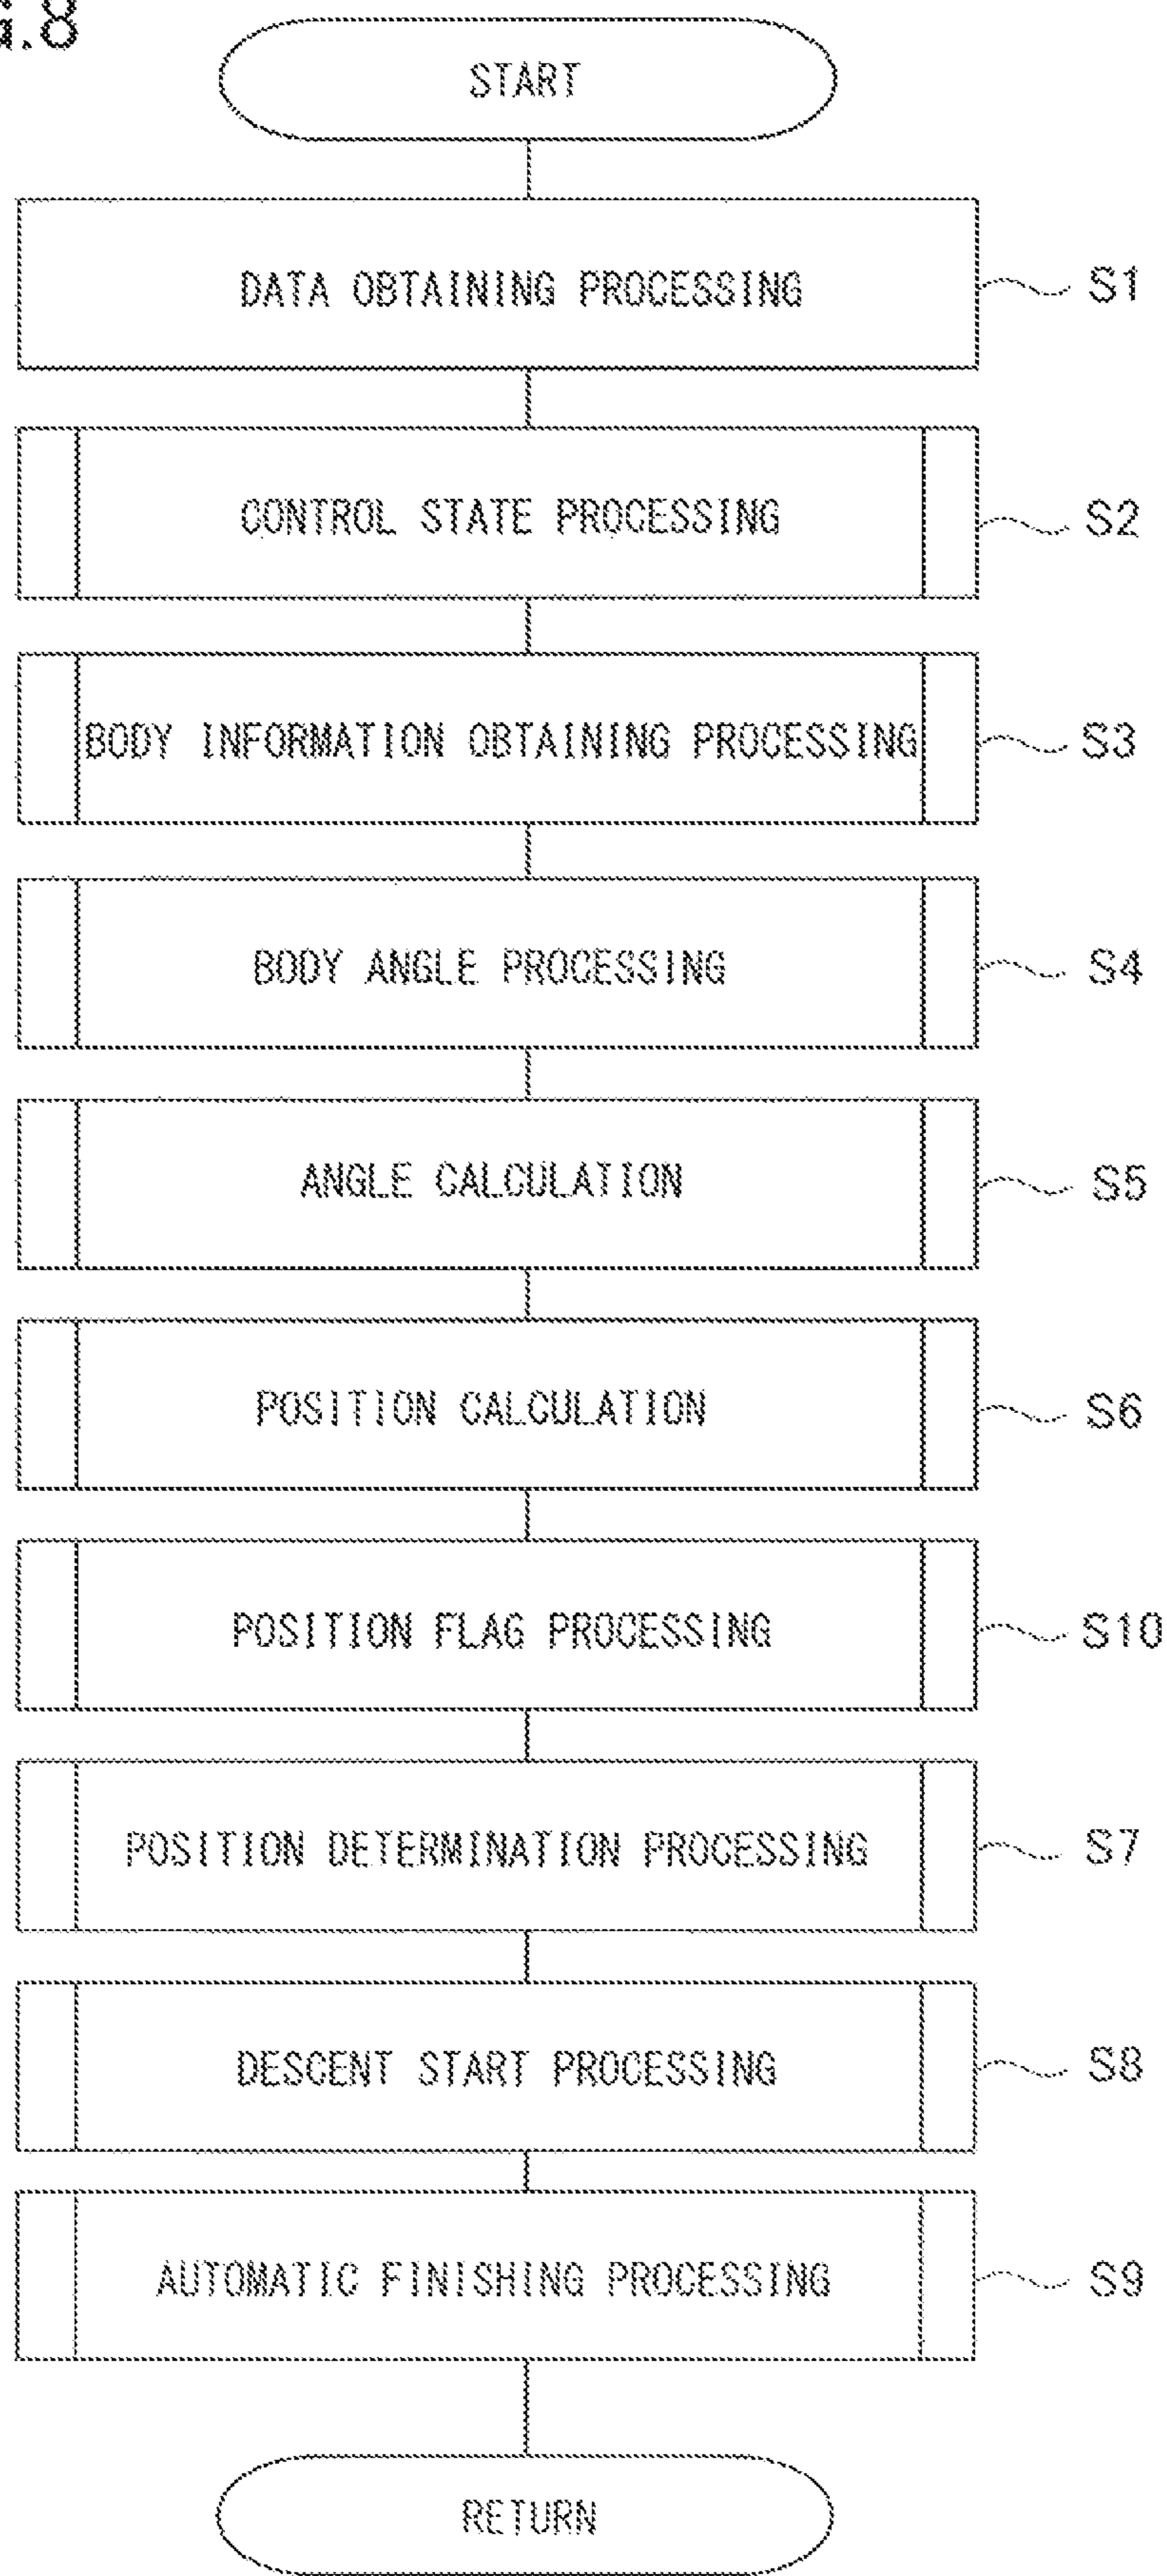 G.8
START
DATA OBTAINING PROCESSING S1
CONTROL STATE PROCESSING S2
BODY INFORMATION OBTAINING PROCESSING S3
BODY ANGLE PROCESSING S4
ANGLE CALCULATION S5
POSITION CALCULATION S6
POSITION FLAG PROCESSING S10
POSITION DETERMINATION PROCESSING S7
DESCENT START PROCESSING S8
AUTOMATIC FINISHING PROCESSING S9
RETURN